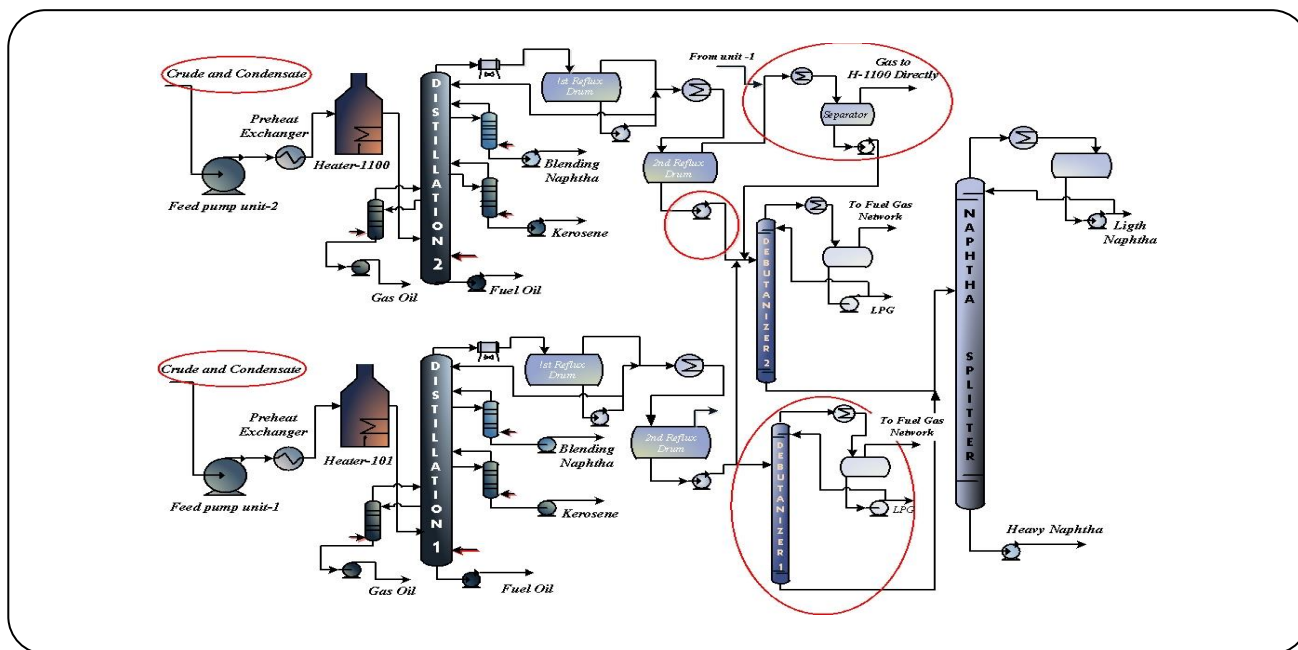 Crude and Condensate
Preheat
Exchanger
Heater-1100
Feed pump unit-2
DISTILLATION 2
Gas Oil
Fuel Oil
1st Reflux
Drum
Blending
Naphtha
Kerosene
2nd Reflux
Drum
From unit -1
Gas to
H-1100 Directly
Separator
To Fuel Gas
Network
DEBUTANIZER 2
LPG
NAPHTHA SPLITTER
Ligth
Naphtha
Heavy Naphtha
Crude and Condensate
Preheat
Exchanger
Heater-101
Feed pump unit-1
DISTILLATION 1
Gas Oil
Fuel Oil
1st Reflux
Drum
Blending
Naphtha
Kerosene
2nd Reflux
Drum
To Fuel Gas
Network
DEBUTANIZER 1
LPG